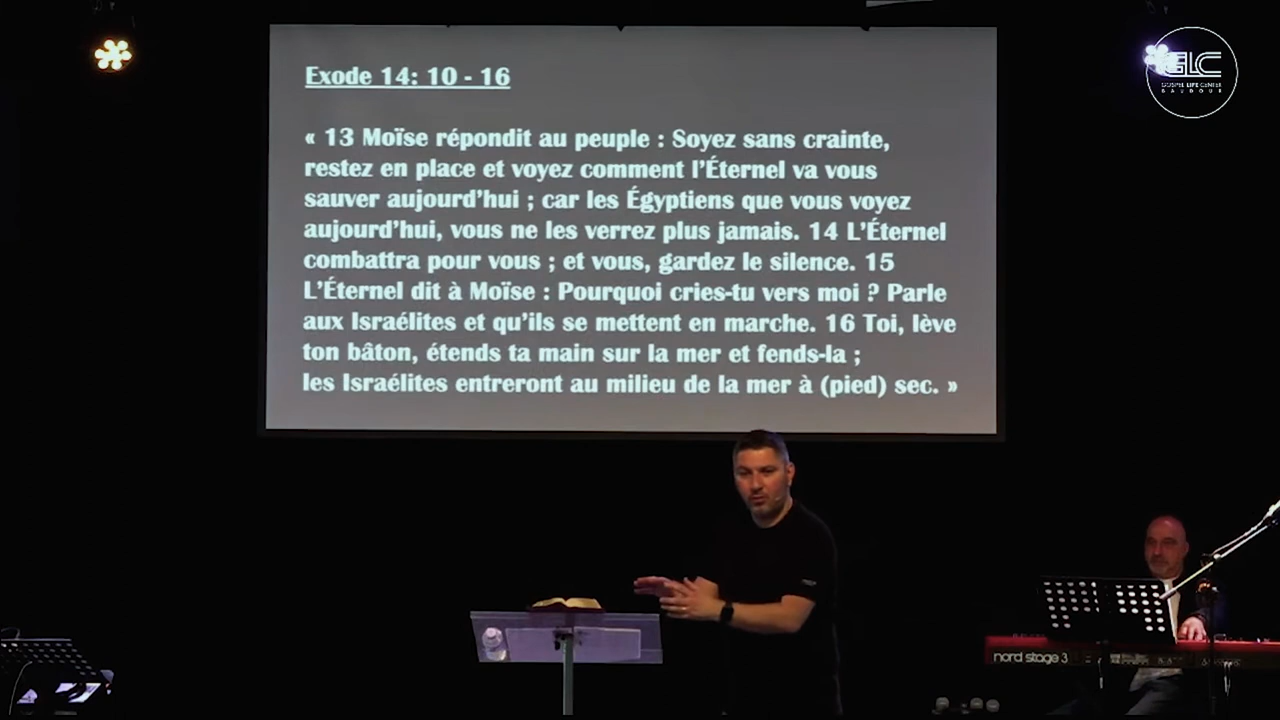 Exode 14: 10 - 16
« 13 Moïse répondit au peuple : Soyez sans crainte,
restez en place et voyez comment l'Éternel va vous
sauver aujourd'hui ; car les Égyptiens que vous voyez
aujourd'hui, vous ne les verrez plus jamais. 14 L'Éternel
combattra pour vous ; et vous, gardez le silence. 15
L'Éternel dit à Moïse : Pourquoi cries-tu vers moi ? Parle
aux Israélites et qu'ils se mettent en marche. 16 Toi, lève
ton bâton, étends ta main sur la mer et fends-la ;
les Israélites entreront au milieu de la mer à (pied) sec. »
GLC
GOSPEL LIFE CENTER
BAUDOUR
nord stage 3